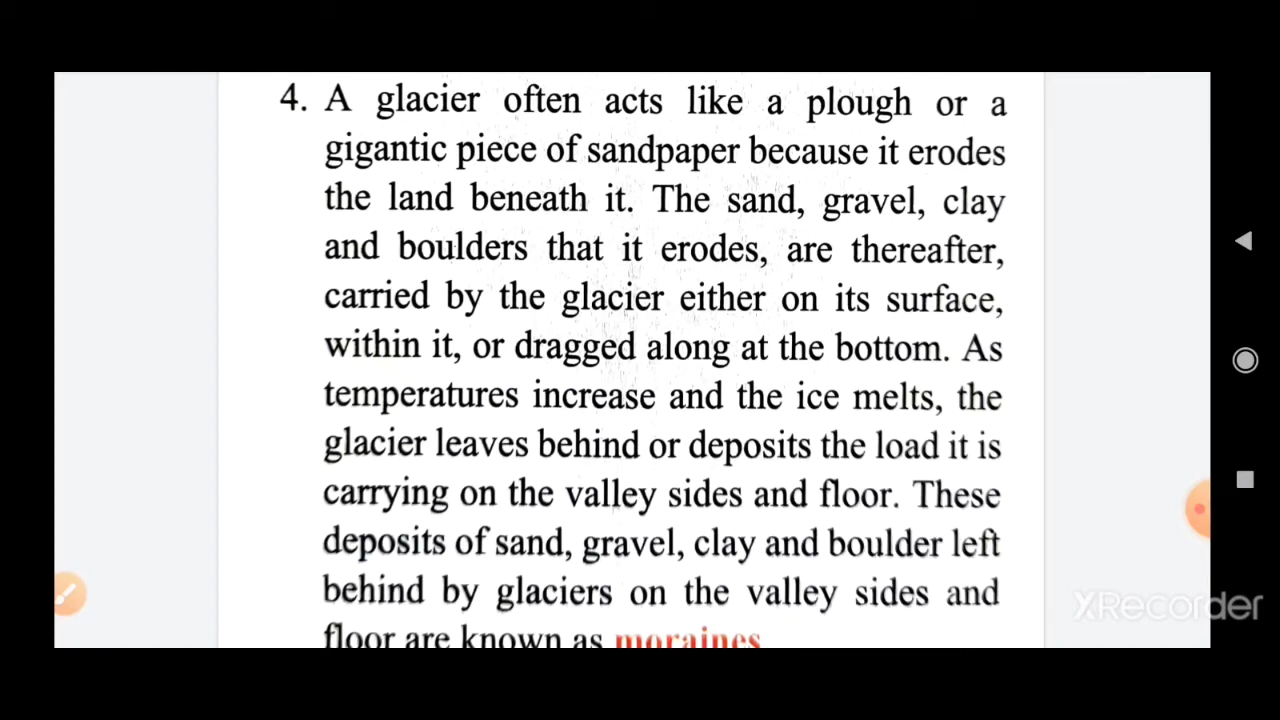 4. A glacier often acts like a plough or a
gigantic piece of sandpaper because it erodes
the land beneath it. The sand, gravel, clay
and boulders that it erodes, are thereafter,
carried by the glacier either on its surface,
within it, or dragged along at the bottom. As
temperatures increase and the ice melts, the
glacier leaves behind or deposits the load it is
carrying on the valley sides and floor. These
deposits of sand, gravel, clay and boulder left
behind by glaciers on the valley sides and
floor are known as moraines
XRecorder